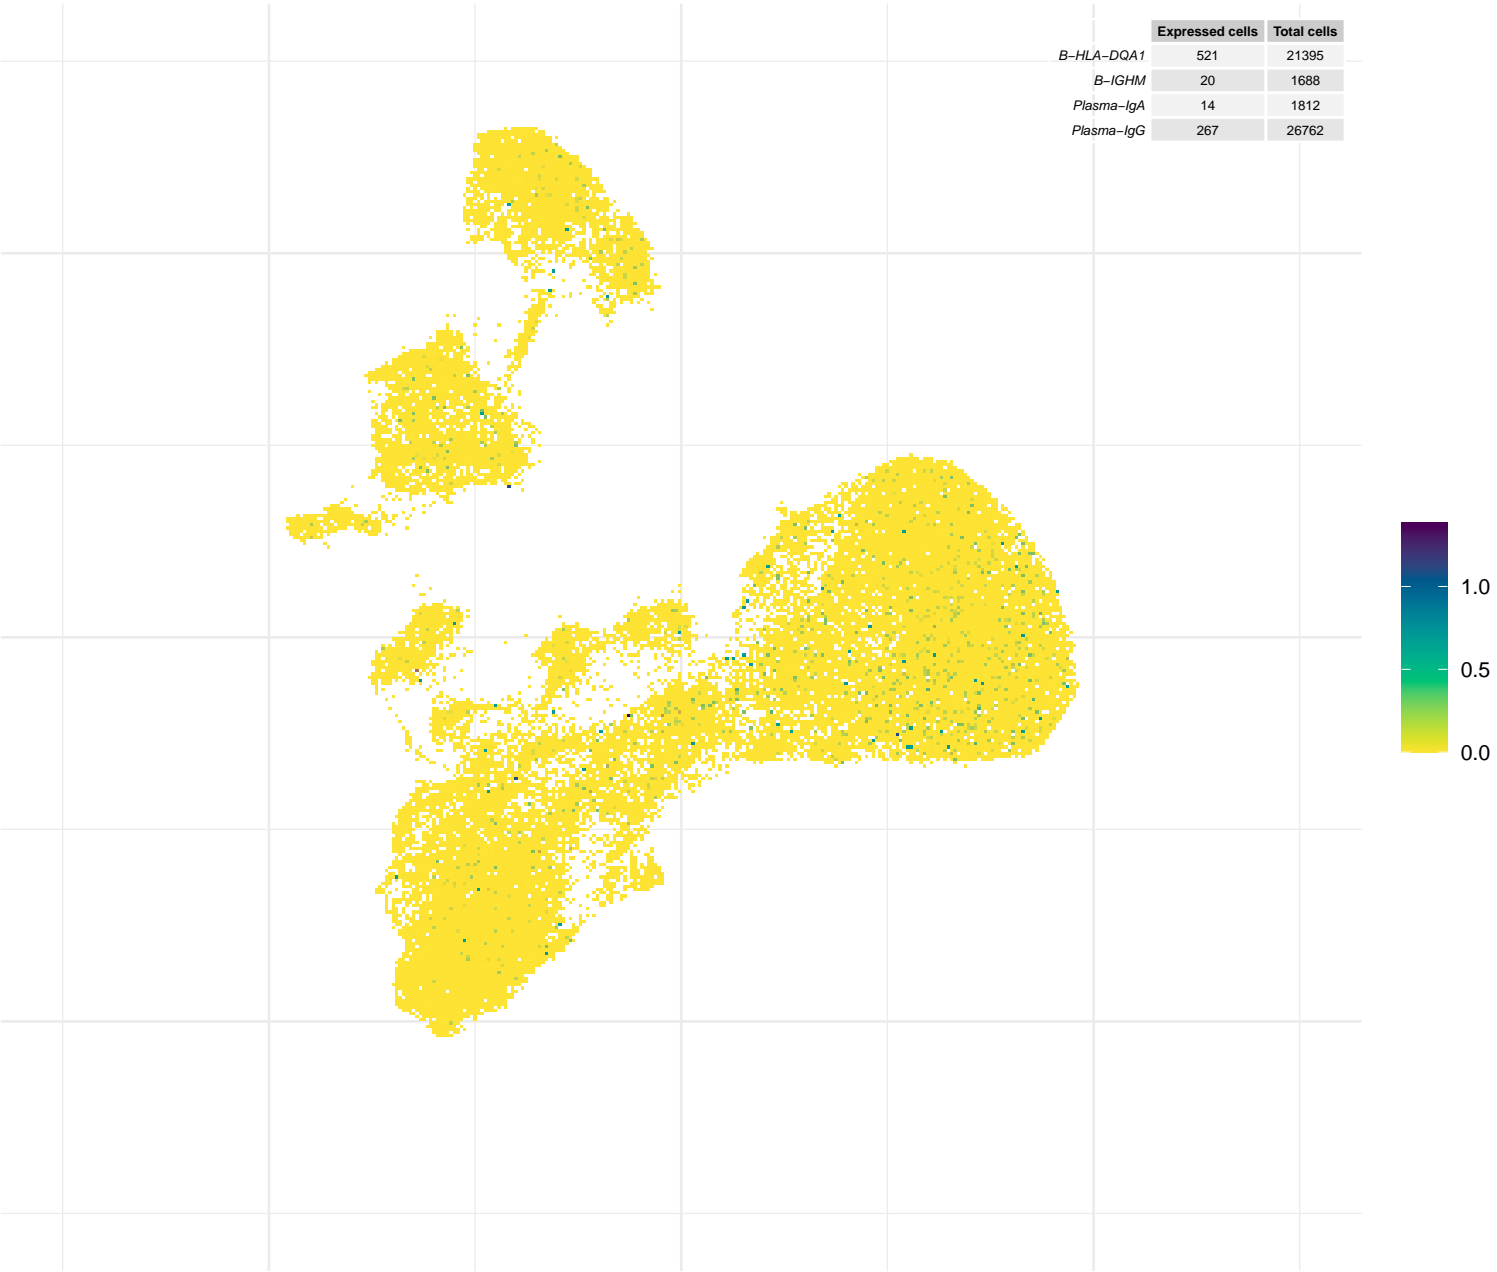 Expressed cells Total cells
B−HLA−DQA1 521 21395
B−IGHM 20 1688
Plasma−IgA 14 1812
Plasma−IgG 267 26762
1.0
0.5
0.0